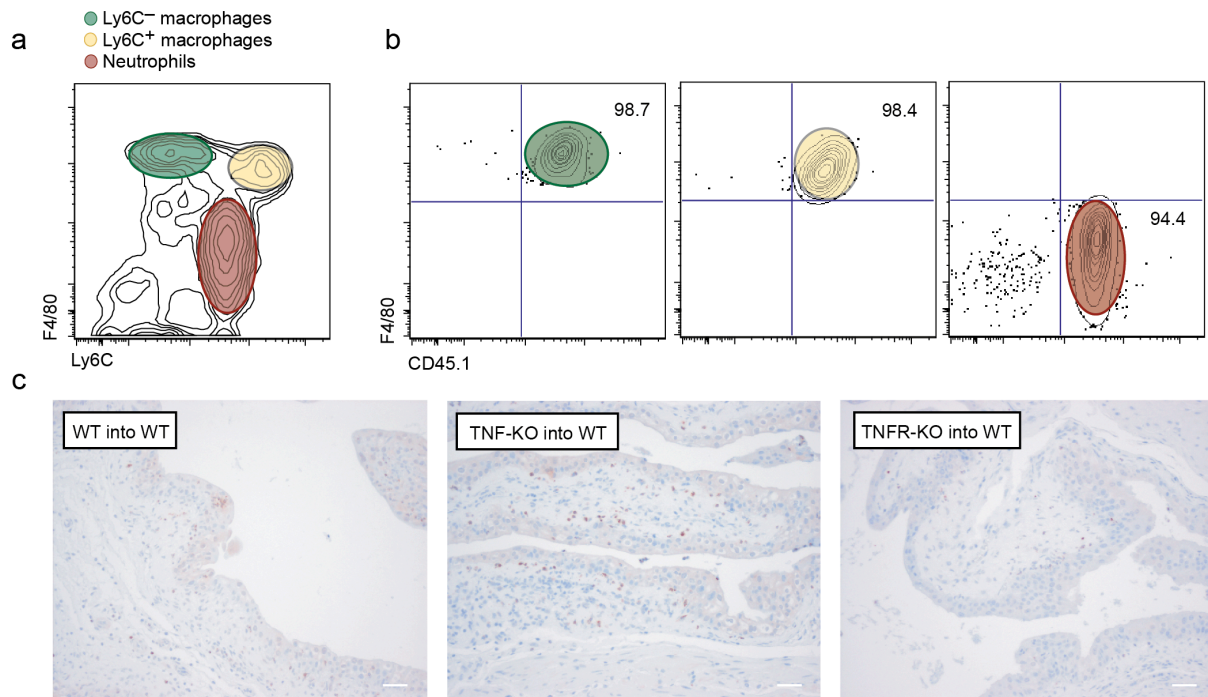 a
Ly6C– macrophages
Ly6C+ macrophages
Neutrophils
b
98.7
98.4
94.4
F4/80
Ly6C
F4/80
CD45.1
c
WT into WT
TNF-KO into WT
TNFR-KO into WT